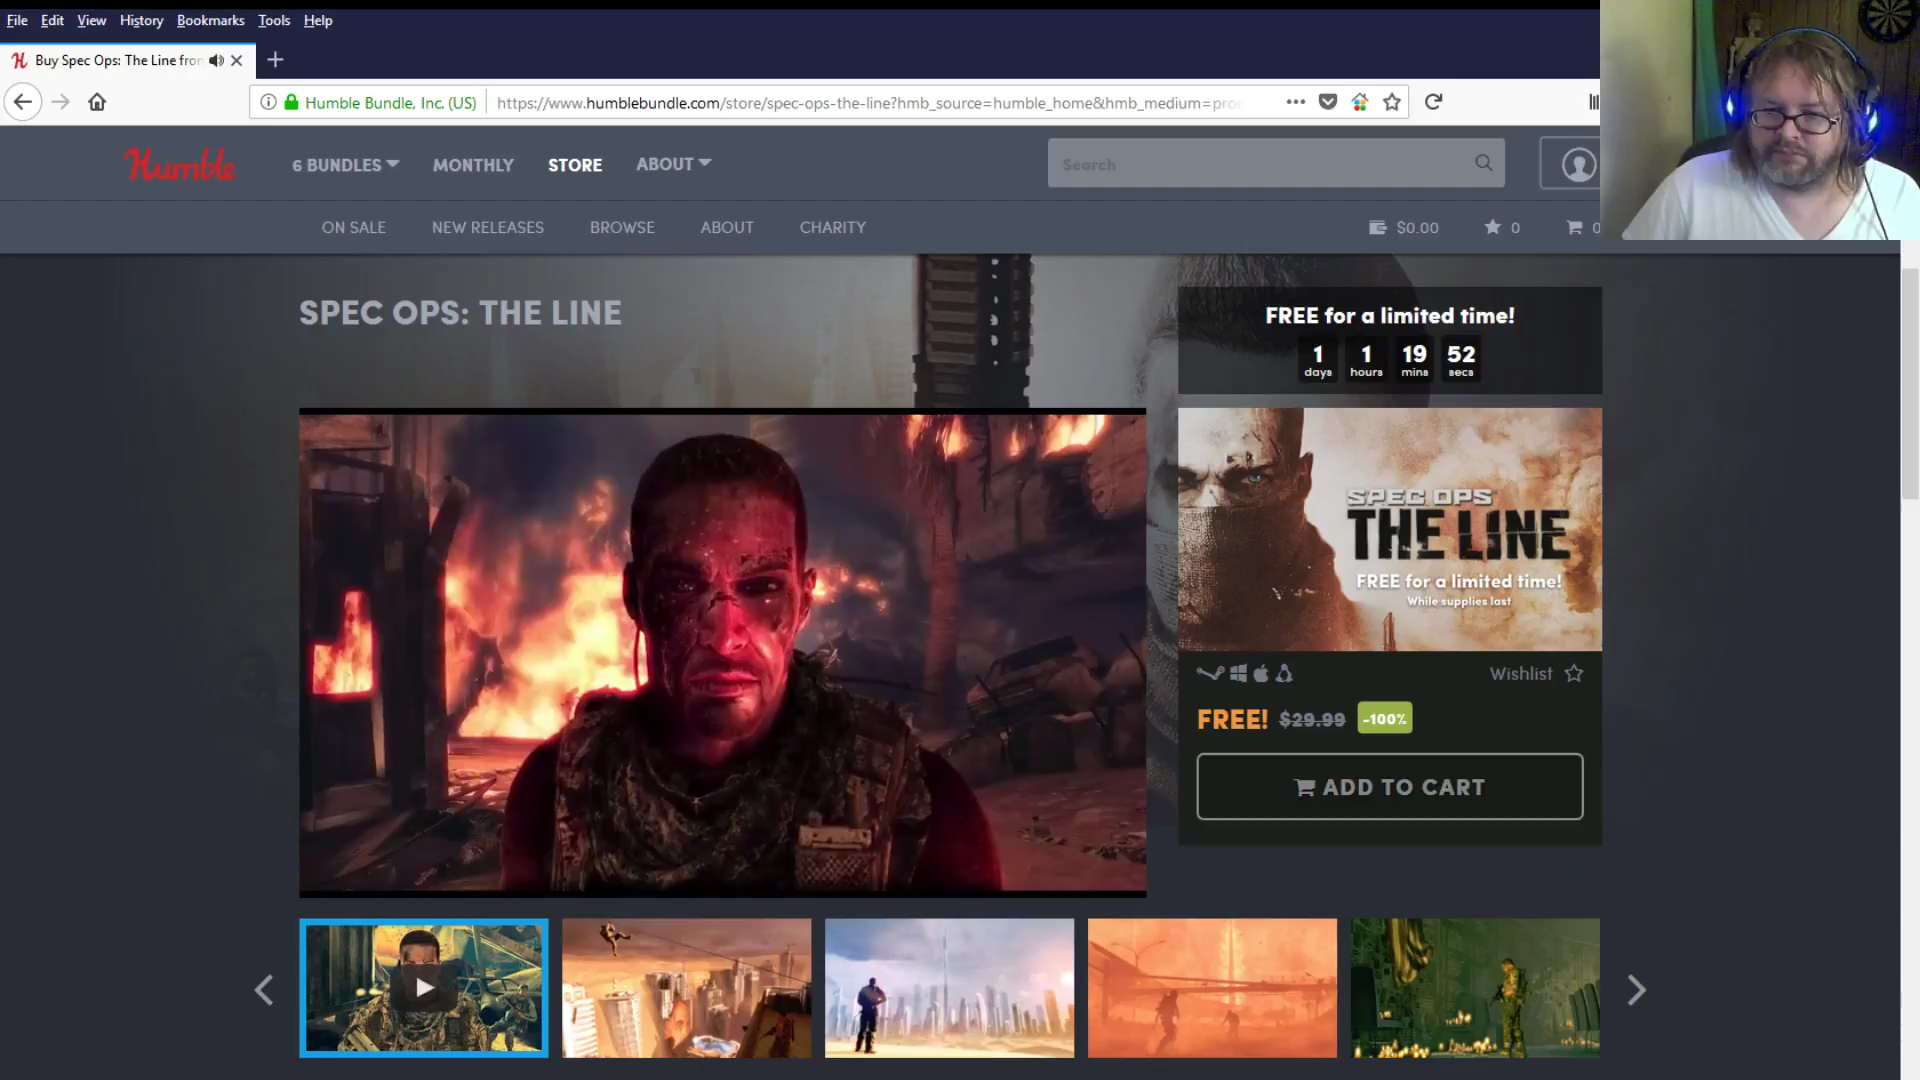 File Edit View History Bookmarks Tools Help
Buy Spec Ops: The Line from
Humble Bundle, Inc. (US) https://www.humblebundle.com/store/spec-ops-the-line?hmb_source=humble_home&hmb_medium=pro
Humble 6 BUNDLES MONTHLY STORE ABOUT Search
ON SALE NEW RELEASES BROWSE ABOUT CHARITY $0.00 0 0
SPEC OPS: THE LINE
FREE for a limited time!
1 1 19 52
days hours mins secs
SPEC OPS
THE LINE
FREE for a limited time!
While supplies last
Wishlist
FREE! $29.99 -100%
ADD TO CART